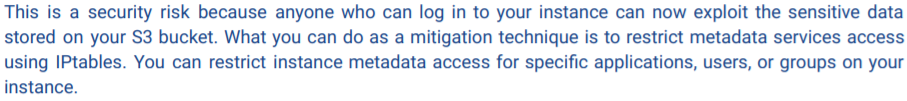 This is a security risk because anyone who can log in to your instance can now exploit the sensitive data
stored on your S3 bucket. What you can do as a mitigation technique is to restrict metadata services access
using IPtables. You can restrict instance metadata access for specific applications, users, or groups on your
instance.